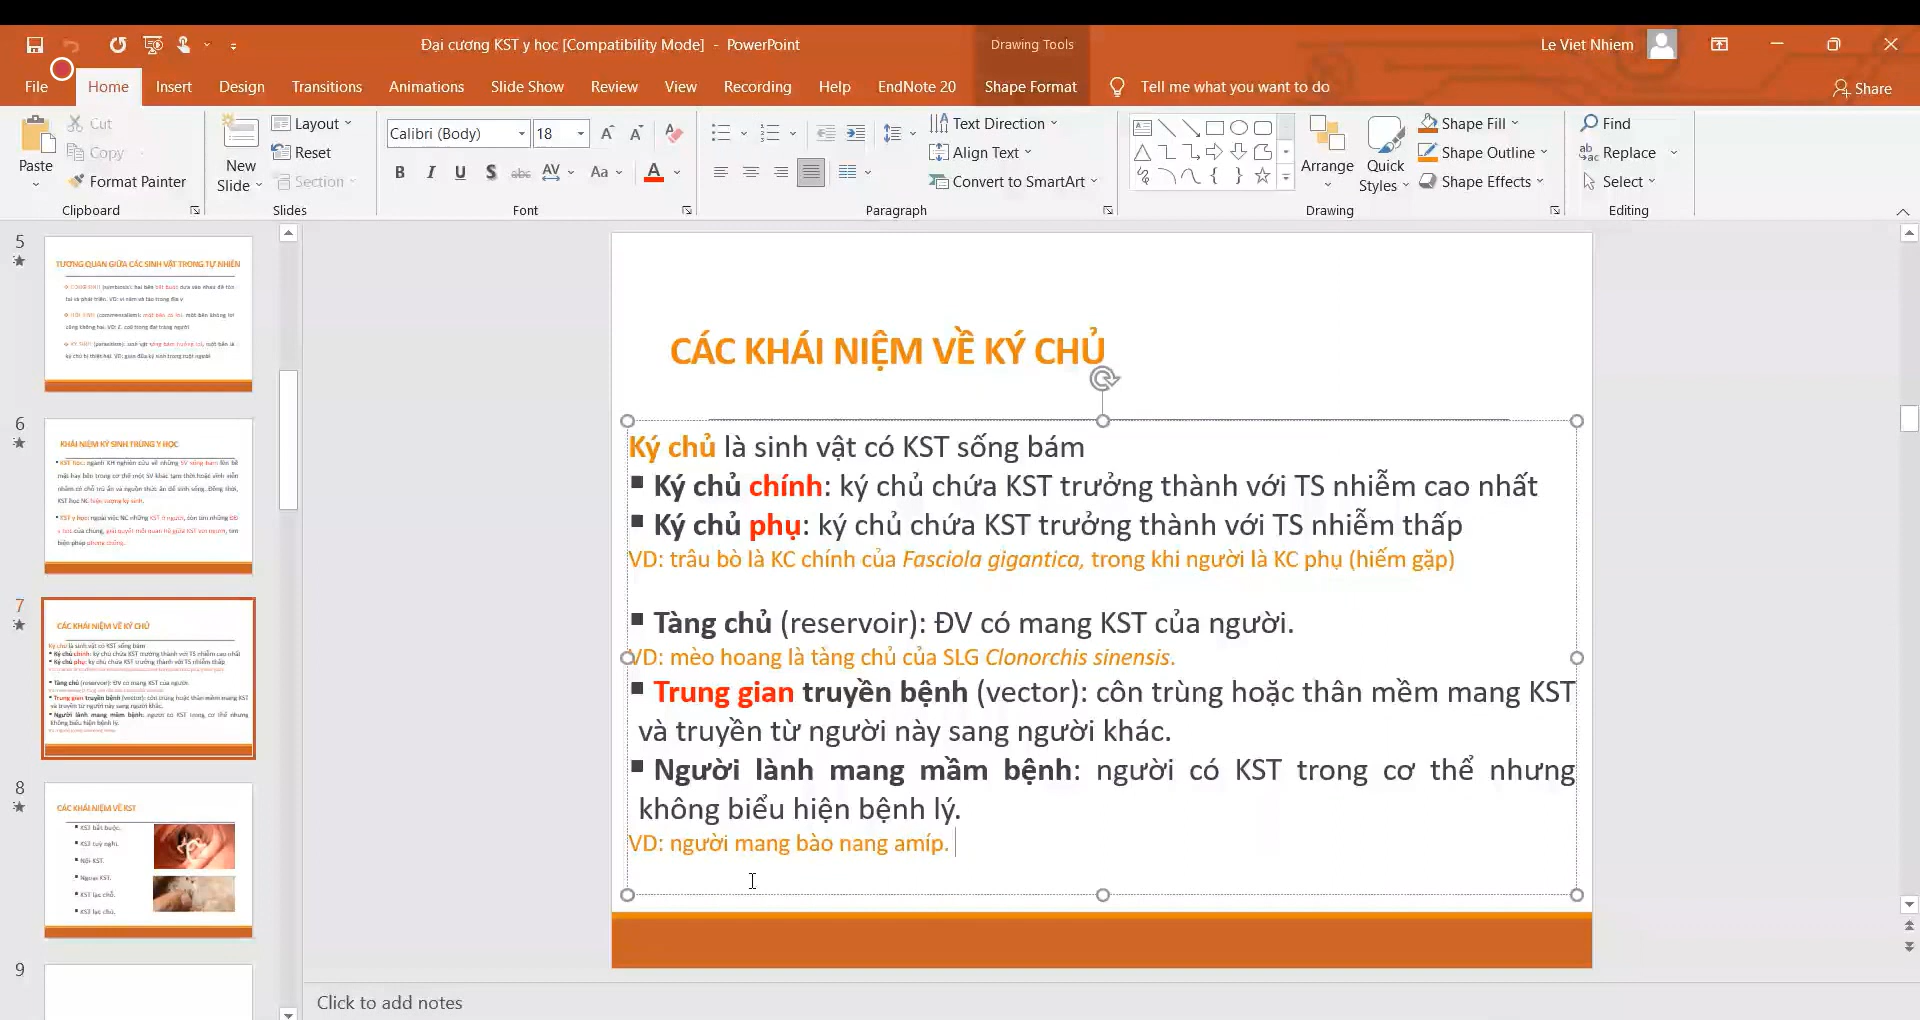 Đại cương KST y học [Compatibility Mode] - PowerPoint
Drawing Tools
Le Viet Nhiem
File Home Insert Design Transitions Animations Slide Show Review View Recording Help EndNote 20 Shape Format Tell me what you want to do Share
Paste
Cut
Copy
Format Painter
Clipboard
New Slide
Layout
Reset
Section
Slides
Calibri (Body) 18
B I U S abc AV Aa A
Font
Text Direction
Align Text
Convert to SmartArt
Paragraph
Arrange
Quick Styles
Shape Fill
Shape Outline
Shape Effects
Drawing
Find
Replace
Select
Editing
5
TƯƠNG QUAN GIỮA CÁC SINH VẬT TRONG TỰ NHIÊN
6
KHÁI NIỆM KÝ SINH TRÙNG Y HỌC
7
CÁC KHÁI NIỆM VỀ KÝ CHỦ
8
CÁC KHÁI NIỆM VỀ KST
KST bắt buộc.
KST tuỳ nghi.
Nội KST.
Ngoại KST.
KST lạc chỗ.
KST lạc chủ.
9
CÁC KHÁI NIỆM VỀ KÝ CHỦ
Ký chủ là sinh vật có KST sống bám
▪ Ký chủ chính: ký chủ chứa KST trưởng thành với TS nhiễm cao nhất
▪ Ký chủ phụ: ký chủ chứa KST trưởng thành với TS nhiễm thấp
VD: trâu bò là KC chính của Fasciola gigantica, trong khi người là KC phụ (hiếm gặp)
▪ Tàng chủ (reservoir): ĐV có mang KST của người.
VD: mèo hoang là tàng chủ của SLG Clonorchis sinensis.
▪ Trung gian truyền bệnh (vector): côn trùng hoặc thân mềm mang KST
và truyền từ người này sang người khác.
▪ Người lành mang mầm bệnh: người có KST trong cơ thể nhưng
không biểu hiện bệnh lý.
VD: người mang bào nang amíp.
Click to add notes